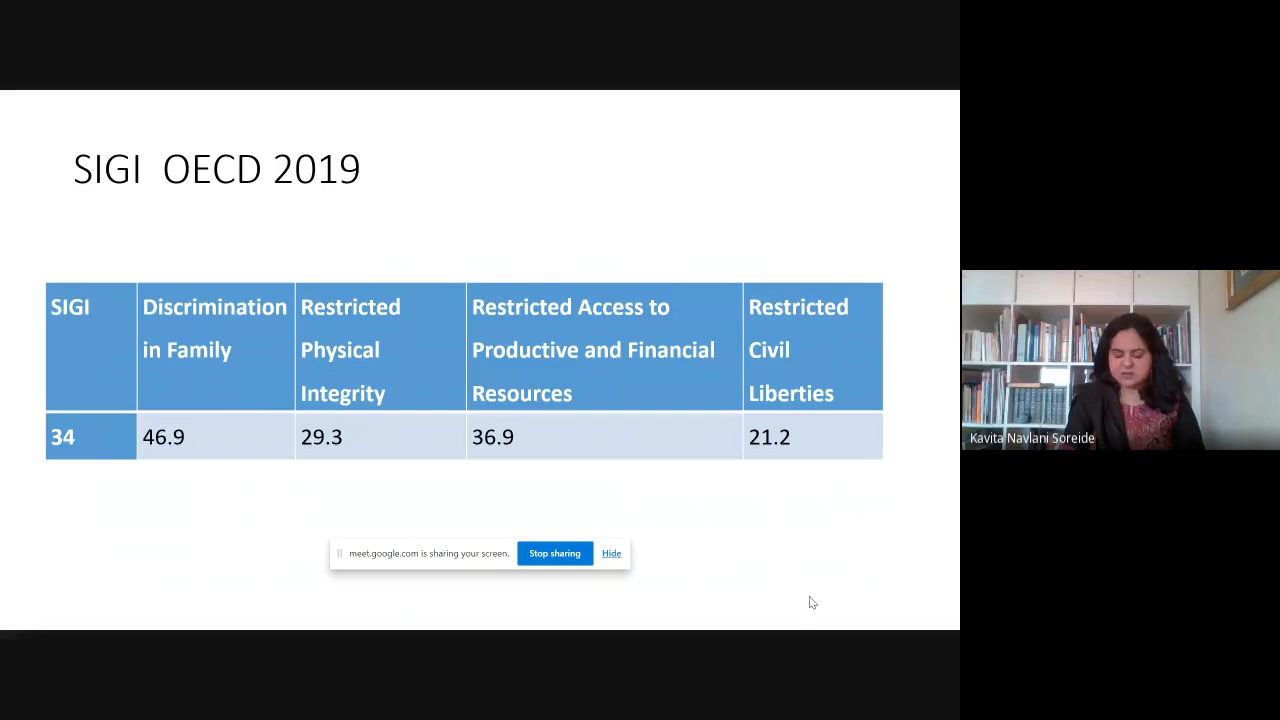 SIGI OECD 2019
SIGI
Discrimination
in Family
Restricted
Physical
Integrity
Restricted Access to
Productive and Financial
Resources
Restricted
Civil
Liberties
34
46.9
29.3
36.9
21.2
meet.google.com is sharing your screen.
Stop sharing
Hide
Kavita Navlani Soreide